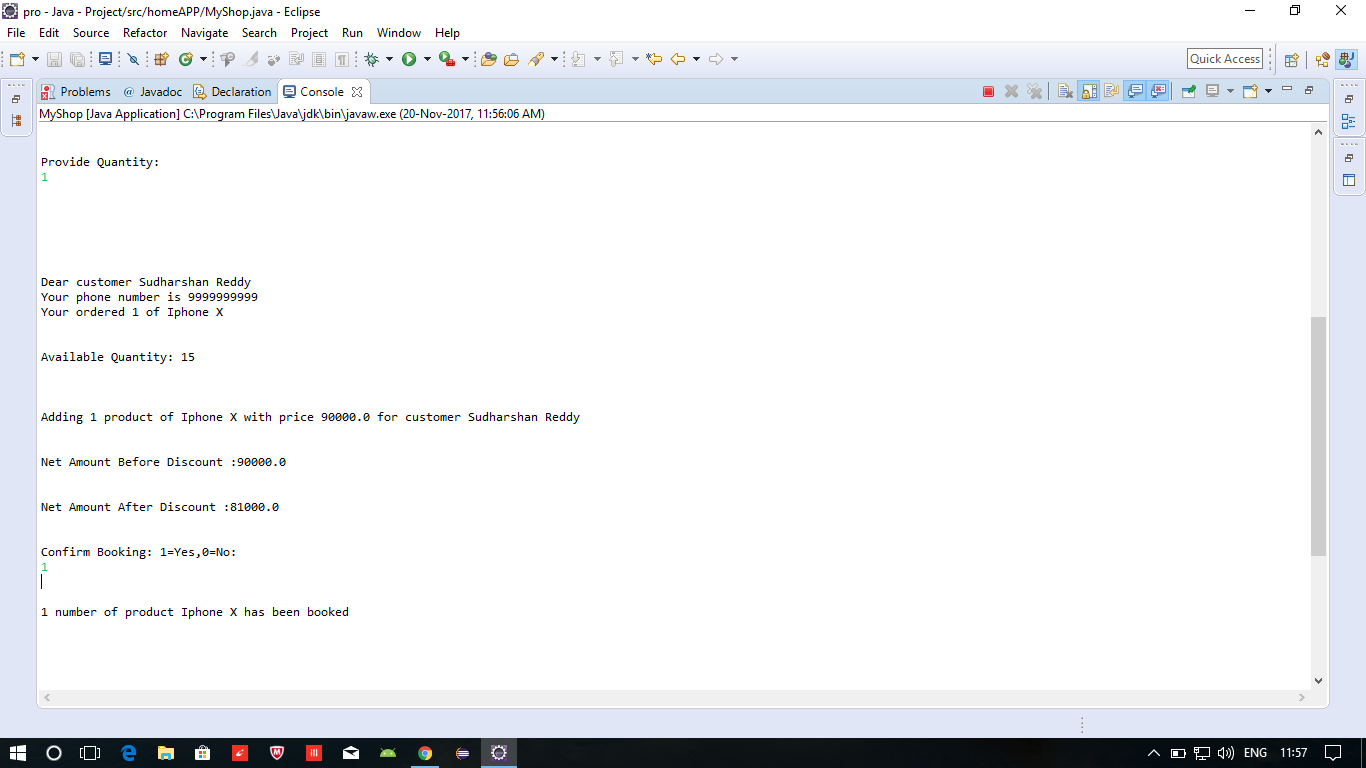 pro - Java - Project/src/homeAPP/MyShop.java - Eclipse
File Edit Source Refactor Navigate Search Project Run Window Help
Quick Access
Problems @ Javadoc Declaration Console
MyShop [Java Application] C:\Program Files\Java\jdk\bin\javaw.exe (20-Nov-2017, 11:56:06 AM)
Provide Quantity:
1
Dear customer Sudharshan Reddy
Your phone number is 9999999999
Your ordered 1 of Iphone X
Available Quantity: 15
Adding 1 product of Iphone X with price 90000.0 for customer Sudharshan Reddy
Net Amount Before Discount :90000.0
Net Amount After Discount :81000.0
Confirm Booking: 1=Yes,0=No:
1
1 number of product Iphone X has been booked
ENG 11:57